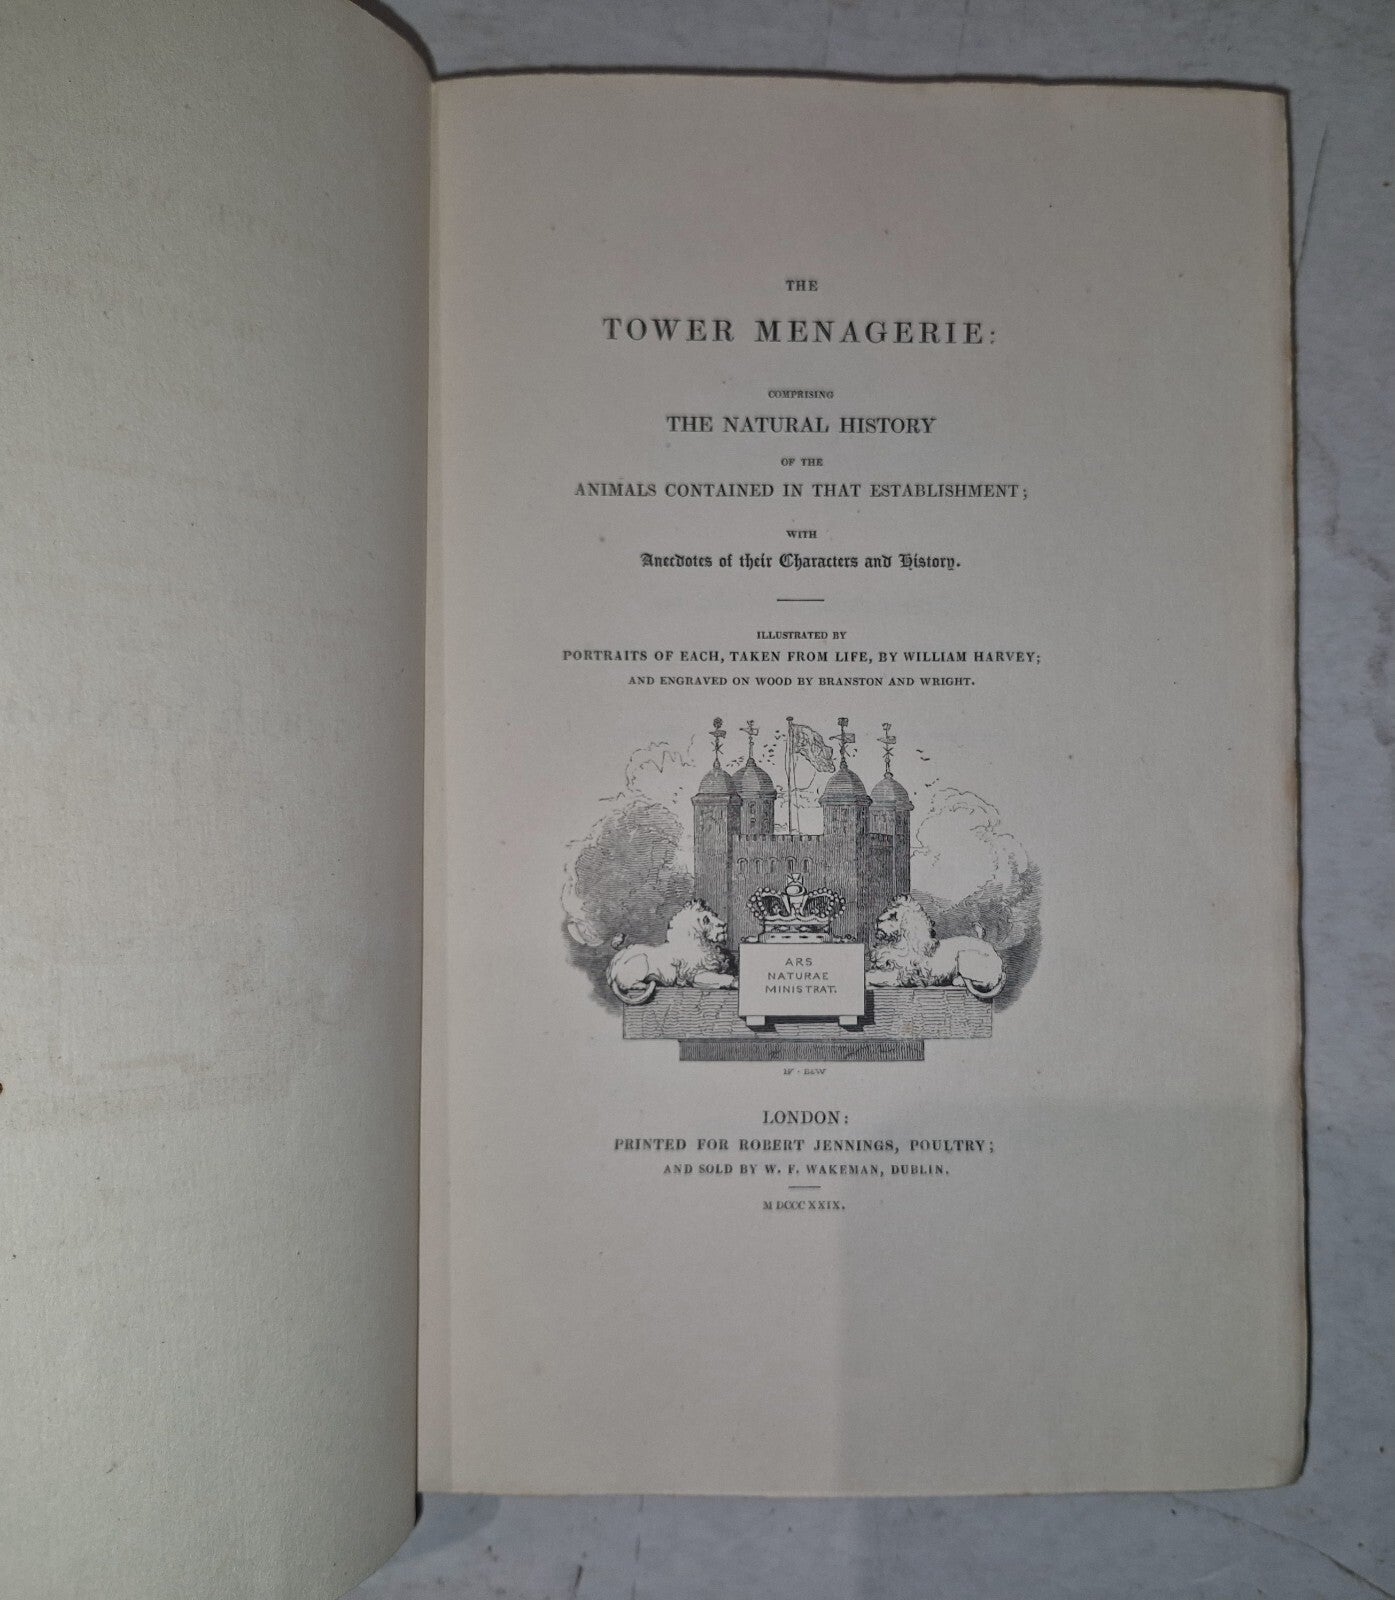 THE
TOWER MENAGERIE:
COMPRISING
THE NATURAL HISTORY
OF THE
ANIMALS CONTAINED IN THAT ESTABLISHMENT;
WITH
Anecdotes of their Characters and History.
ILLUSTRATED BY
PORTRAITS OF EACH, TAKEN FROM LIFE, BY WILLIAM HARVEY;
AND ENGRAVED ON WOOD BY BRANSTON AND WRIGHT.
ARS
NATURAE
MINISTRAT.
LONDON:
PRINTED FOR ROBERT JENNINGS, POULTRY;
AND SOLD BY W. F. WAKEMAN, DUBLIN.
MDCCCXXIX.